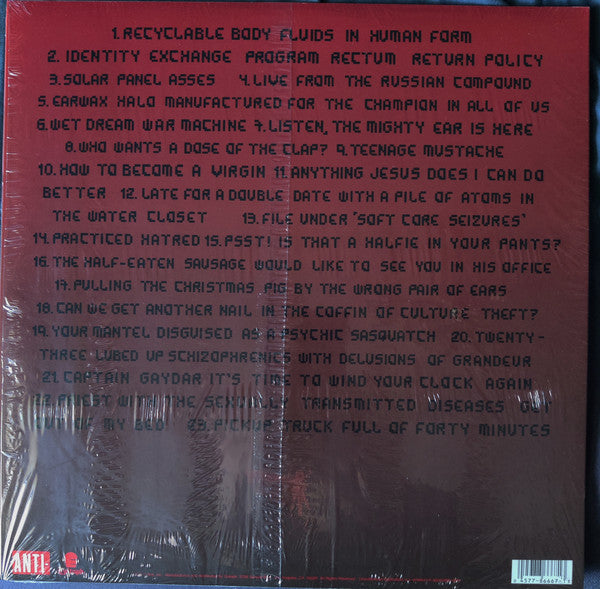 1. RECYCLABLE BODY FLUIDS IN HUMAN FORM
2. IDENTITY EXCHANGE PROGRAM RECTUM RETURN POLICY
3. SOLAR PANEL ASSES 4. LIVE FROM THE RUSSIAN COMPOUND
5. EARWAX HALO MANUFACTURED FOR THE CHAMPION IN ALL OF US
6. WET DREAM WAR MACHINE 7. LISTEN, THE MIGHTY EAR IS HERE
8. WHO WANTS A DOSE OF THE CLAP? 9. TEENAGE MUSTACHE
10. HOW TO BECOME A VIRGIN 11. ANYTHING JESUS DOES I CAN DO
BETTER 12. LATE FOR A DOUBLE DATE WITH A PILE OF ATOMS IN
THE WATER CLOSET 13. FILE UNDER 'SOFT CORE SEIZURES'
14. PRACTICED HATRED 15. PSST! IS THAT A HALFIE IN YOUR PANTS?
16. THE HALF-EATEN SAUSAGE WOULD LIKE TO SEE YOU IN HIS OFFICE
17. PULLING THE CHRISTMAS PIG BY THE WRONG PAIR OF EARS
18. CAN WE GET ANOTHER NAIL IN THE COFFIN OF CULTURE THEFT?
19. YOUR MANTEL DISGUISED AS A PSYCHIC SASQUATCH 20. TWENTY-
THREE LUBED UP SCHIZOPHRENICS WITH DELUSIONS OF GRANDEUR
21. CAPTAIN GAYDAR IT'S TIME TO WIND YOUR CLOCK AGAIN
22. PRIEST WITH THE SEXUALLY TRANSMITTED DISEASES GET
OUT OF MY BED 23. PICKUP TRUCK FULL OF FORTY MINUTES
ANTI-